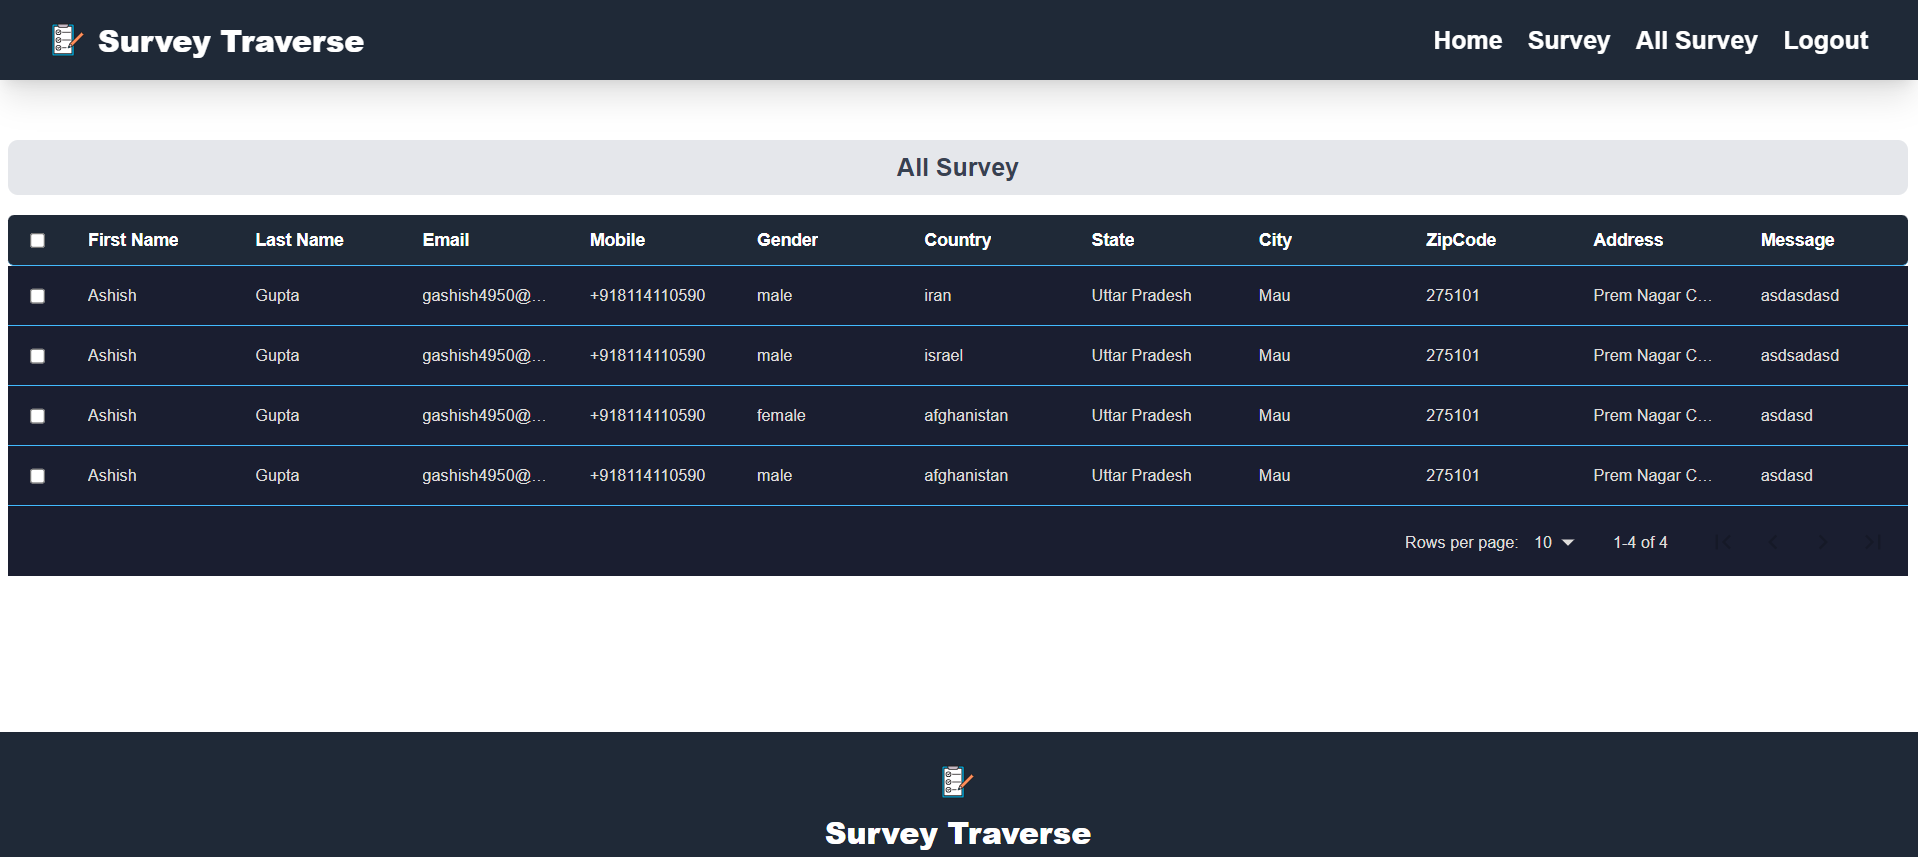 Survey Traverse Home Survey All Survey Logout
All Survey
First Name Last Name Email Mobile Gender Country State City ZipCode Address Message
Ashish Gupta gashish4950@... +918114110590 male iran Uttar Pradesh Mau 275101 Prem Nagar C... asdasdasd
Ashish Gupta gashish4950@... +918114110590 male israel Uttar Pradesh Mau 275101 Prem Nagar C... asdsadasd
Ashish Gupta gashish4950@... +918114110590 female afghanistan Uttar Pradesh Mau 275101 Prem Nagar C... asdasd
Ashish Gupta gashish4950@... +918114110590 male afghanistan Uttar Pradesh Mau 275101 Prem Nagar C... asdasd
Rows per page: 10 1-4 of 4
Survey Traverse